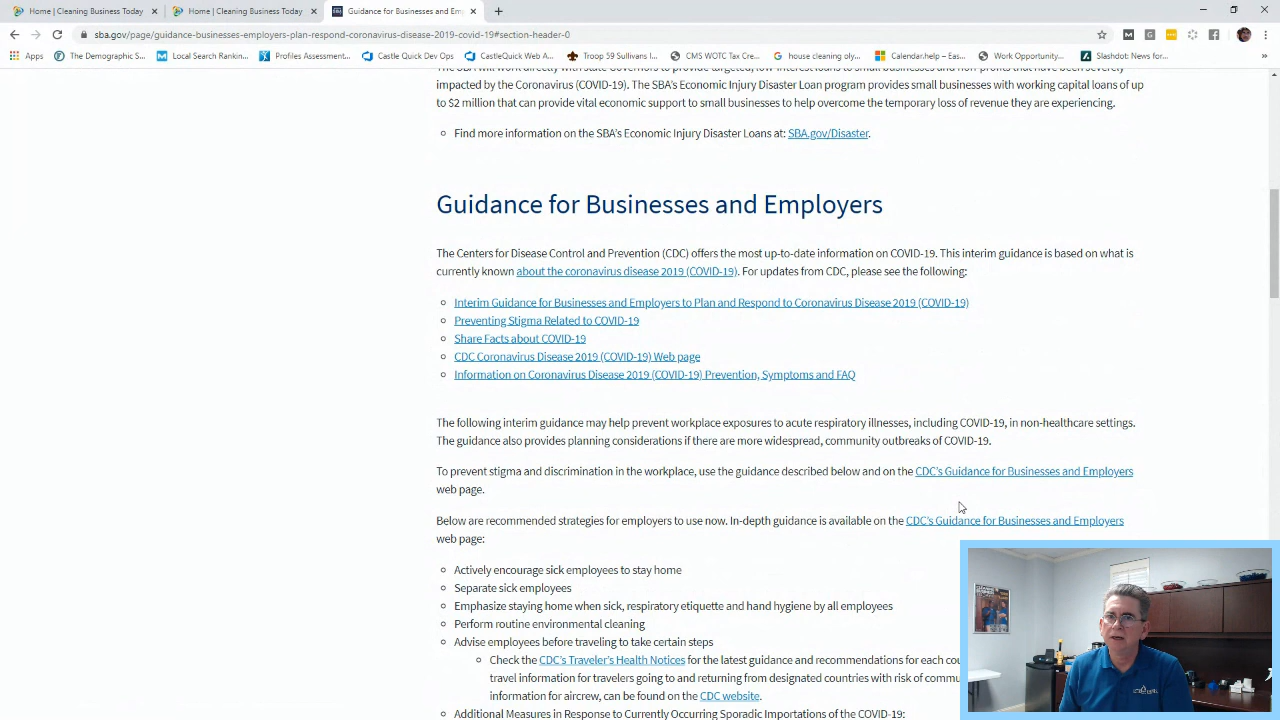 Home | Cleaning Business Today
Home | Cleaning Business Today
Guidance for Businesses and Em
sba.gov/page/guidance-businesses-employers-plan-respond-coronavirus-disease-2019-covid-19#section-header-0
Apps The Demographic S... Local Search Rankin... Profiles Assessment... Castle Quick Dev Ops CastleQuick Web A... Troop 59 Sullivans I... CMS WOTC Tax Cre... house cleaning oly... Calendar.help – Eas... Work Opportunity... Slashdot: News for...
impacted by the Coronavirus (COVID-19). The SBA's Economic Injury Disaster Loan program provides small businesses with working capital loans of up
to $2 million that can provide vital economic support to small businesses to help overcome the temporary loss of revenue they are experiencing.
Find more information on the SBA's Economic Injury Disaster Loans at: SBA.gov/Disaster.
Guidance for Businesses and Employers
The Centers for Disease Control and Prevention (CDC) offers the most up-to-date information on COVID-19. This interim guidance is based on what is
currently known about the coronavirus disease 2019 (COVID-19). For updates from CDC, please see the following:
Interim Guidance for Businesses and Employers to Plan and Respond to Coronavirus Disease 2019 (COVID-19)
Preventing Stigma Related to COVID-19
Share Facts about COVID-19
CDC Coronavirus Disease 2019 (COVID-19) Web page
Information on Coronavirus Disease 2019 (COVID-19) Prevention, Symptoms and FAQ
The following interim guidance may help prevent workplace exposures to acute respiratory illnesses, including COVID-19, in non-healthcare settings.
The guidance also provides planning considerations if there are more widespread, community outbreaks of COVID-19.
To prevent stigma and discrimination in the workplace, use the guidance described below and on the CDC's Guidance for Businesses and Employers
web page.
Below are recommended strategies for employers to use now. In-depth guidance is available on the CDC's Guidance for Businesses and Employers
web page:
Actively encourage sick employees to stay home
Separate sick employees
Emphasize staying home when sick, respiratory etiquette and hand hygiene by all employees
Perform routine environmental cleaning
Advise employees before traveling to take certain steps
Check the CDC's Traveler's Health Notices for the latest guidance and recommendations for each cou
travel information for travelers going to and returning from designated countries with risk of commu
information for aircrew, can be found on the CDC website.
Additional Measures in Response to Currently Occurring Sporadic Importations of the COVID-19: